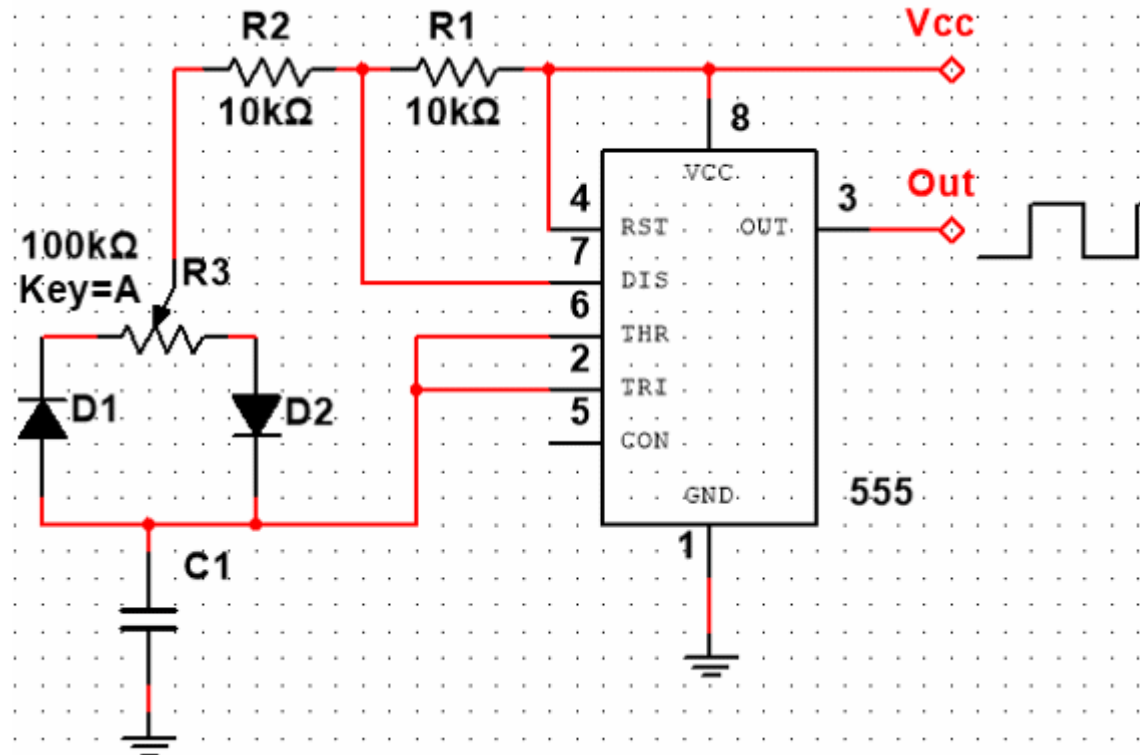 R2
R1
10kΩ
10kΩ
Vcc
8
VCC
4
RST
OUT
3
Out
7
DIS
100kΩ
Key=A
R3
6
THR
2
TRI
5
CON
D1
D2
GND
555
1
C1